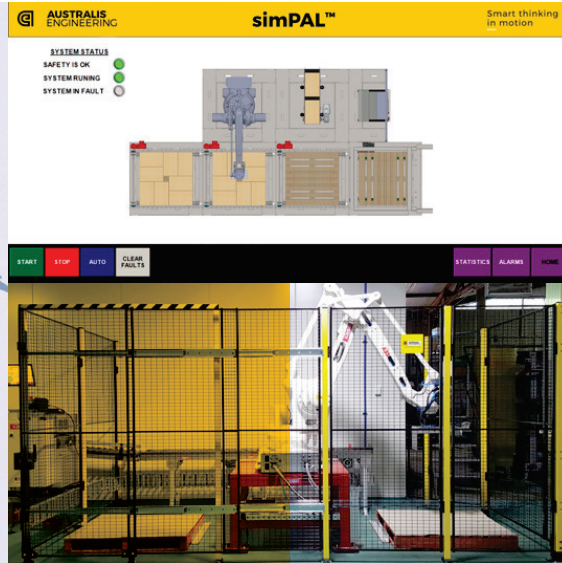 AUSTRALIS
ENGINEERING
simPAL™
Smart thinking
in motion
SYSTEM STATUS
SAFETY IS OK
SYSTEM RUNING
SYSTEM IN FAULT
START
STOP
AUTO
CLEAR
FAULTS
STATISTICS
ALARMS
HOME
ABB